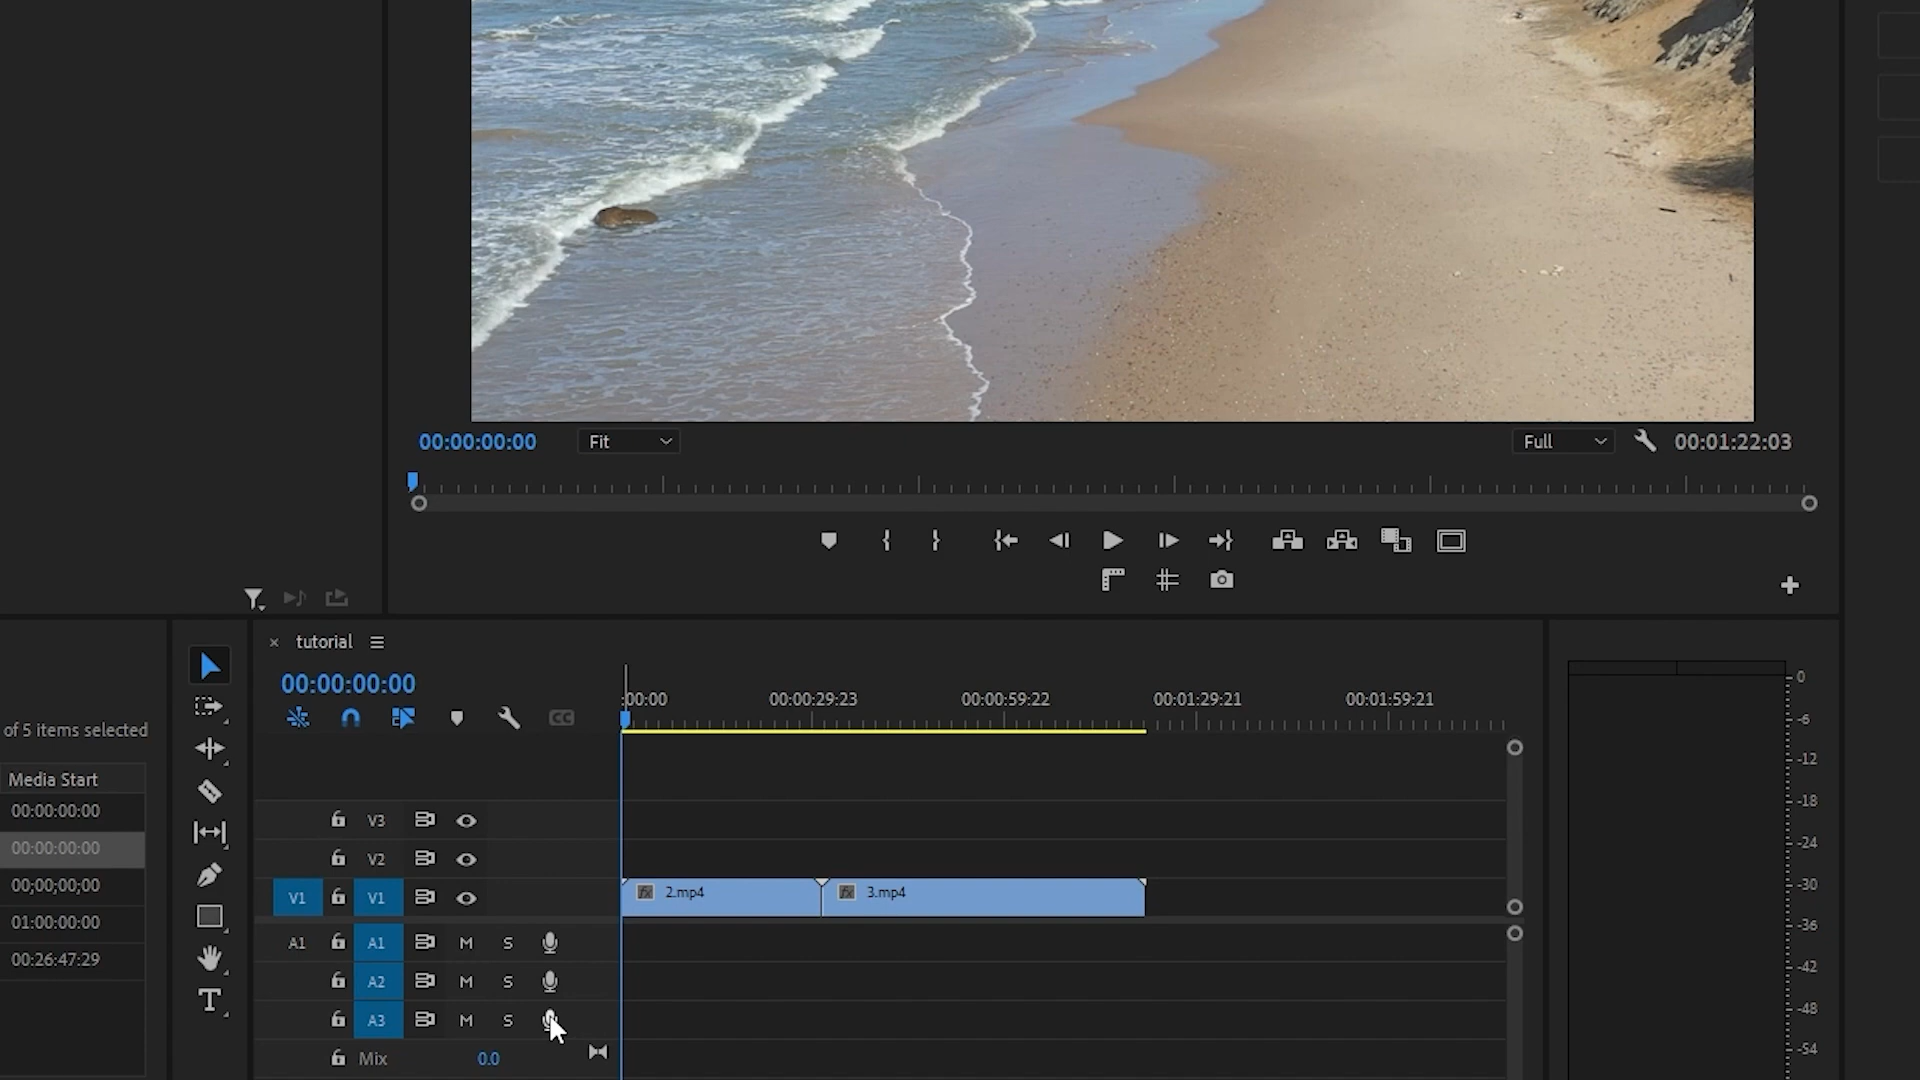 00:00:00:00 Fit Full 00:01:22:03
tutorial
00:00:00:00
:00:00 00:00:29:23 00:00:59:22 00:01:29:21 00:01:59:21
CC
of 5 items selected
Media Start
00:00:00:00
00:00:00:00
00;00;00;00
01:00:00:00
00:26:47:29
V3
V2
V1 V1 fx 2.mp4 fx 3.mp4
A1 A1 M S
A2 M S
A3 M S
Mix 0.0
0
-6
-12
-18
-24
-30
-36
-42
-48
-54